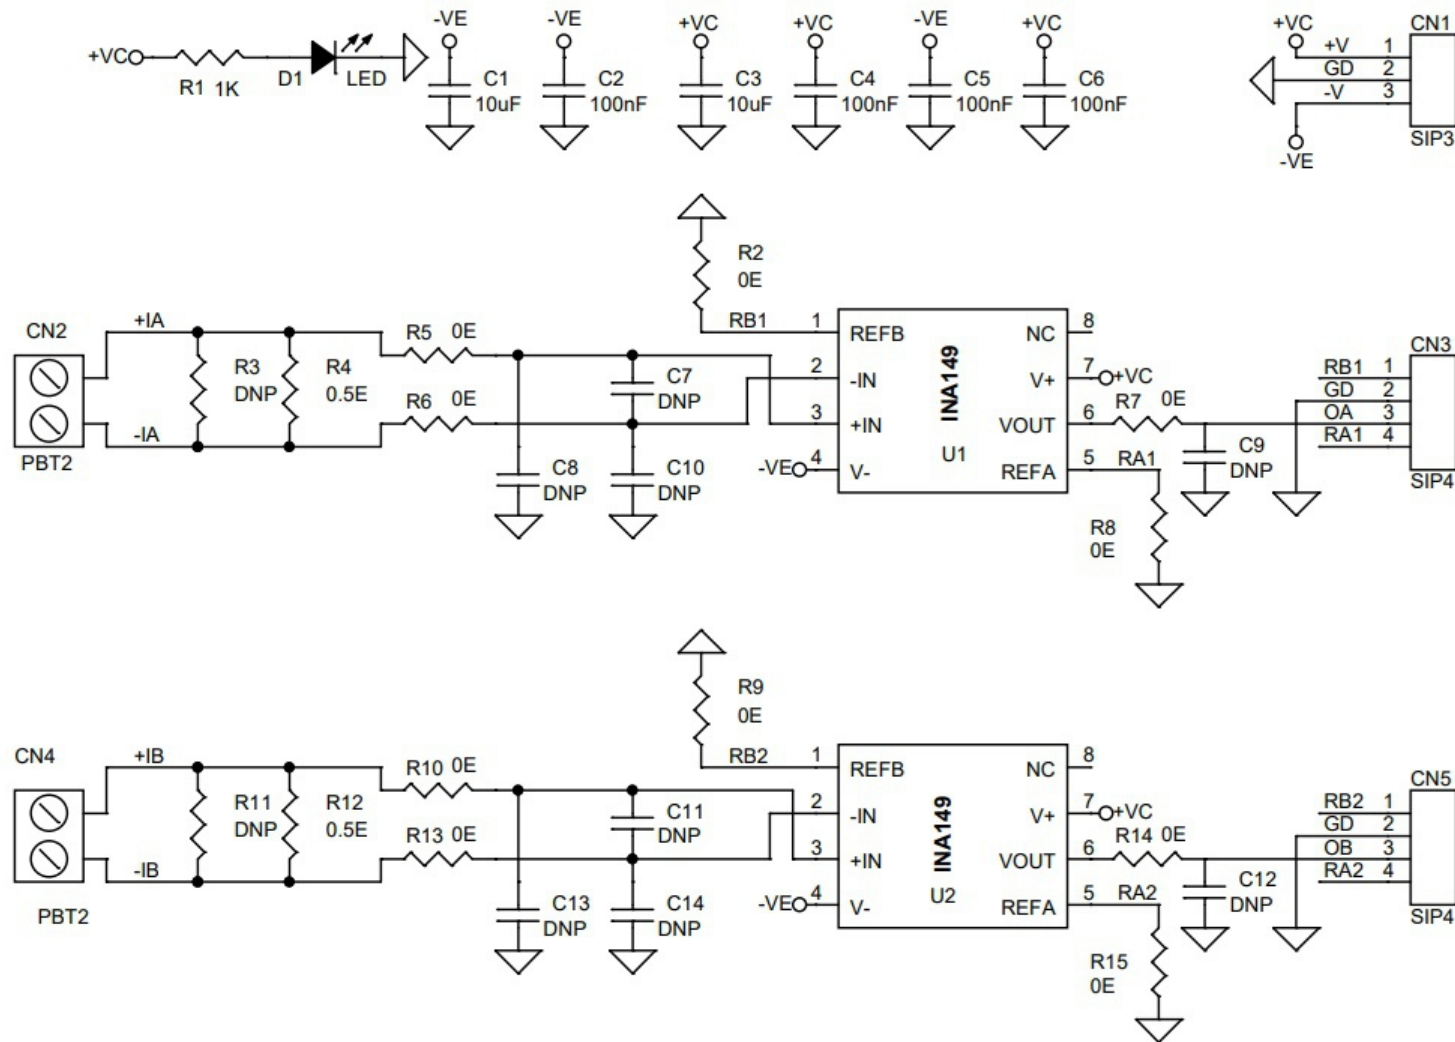 +VC
R1 1K
D1
LED
-VE
C1
10uF
-VE
C2
100nF
+VC
C3
10uF
+VC
C4
100nF
-VE
C5
100nF
+VC
C6
100nF
+VC
CN1
+V 1
GD 2
-V 3
-VE
SIP3
R2
0E
RB1
CN2
+IA
-IA
PBT2
R3
DNP
R4
0.5E
R5 0E
R6 0E
C7
DNP
C8
DNP
C10
DNP
-VE
1 REFB
2 -IN
3 +IN
4 V-
INA149
U1
NC 8
V+ 7
+VC
VOUT 6
REFA 5
R7 0E
RA1
C9
DNP
R8
0E
CN3
RB1 1
GD 2
OA 3
RA1 4
SIP4
R9
0E
RB2
CN4
+IB
-IB
PBT2
R11
DNP
R12
0.5E
R10 0E
R13 0E
C11
DNP
C13
DNP
C14
DNP
-VE
1 REFB
2 -IN
3 +IN
4 V-
INA149
U2
NC 8
V+ 7
+VC
VOUT 6
REFA 5
R14 0E
RA2
C12
DNP
R15
0E
CN5
RB2 1
GD 2
OB 3
RA2 4
SIP4